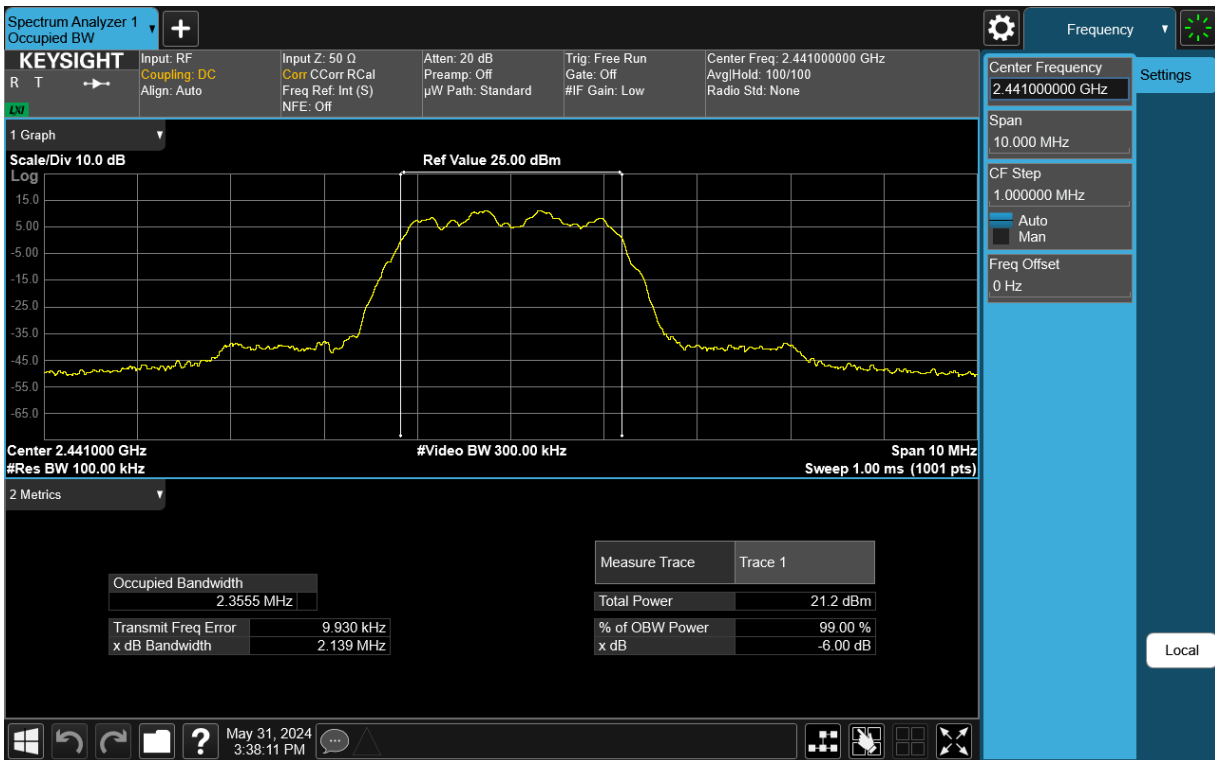 Spectrum Analyzer 1
Occupied BW
Frequency
KEYSIGHT
R T
LXI
Input: RF
Coupling: DC
Align: Auto
Input Z: 50 Ω
Corr CCorr RCal
Freq Ref: Int (S)
NFE: Off
Atten: 20 dB
Preamp: Off
µW Path: Standard
Trig: Free Run
Gate: Off
#IF Gain: Low
Center Freq: 2.441000000 GHz
Avg|Hold: 100/100
Radio Std: None
Center Frequency
2.441000000 GHz
Settings
Span
10.000 MHz
CF Step
1.000000 MHz
Auto
Man
Freq Offset
0 Hz
Local
1 Graph
Scale/Div 10.0 dB
Ref Value 25.00 dBm
Log
15.0
5.00
-5.00
-15.0
-25.0
-35.0
-45.0
-55.0
-65.0
Center 2.441000 GHz
#Video BW 300.00 kHz
Span 10 MHz
#Res BW 100.00 kHz
Sweep 1.00 ms (1001 pts)
2 Metrics
Measure Trace Trace 1
Occupied Bandwidth
2.3555 MHz
Total Power 21.2 dBm
Transmit Freq Error 9.930 kHz
% of OBW Power 99.00 %
x dB Bandwidth 2.139 MHz
x dB -6.00 dB
?
May 31, 2024
3:38:11 PM